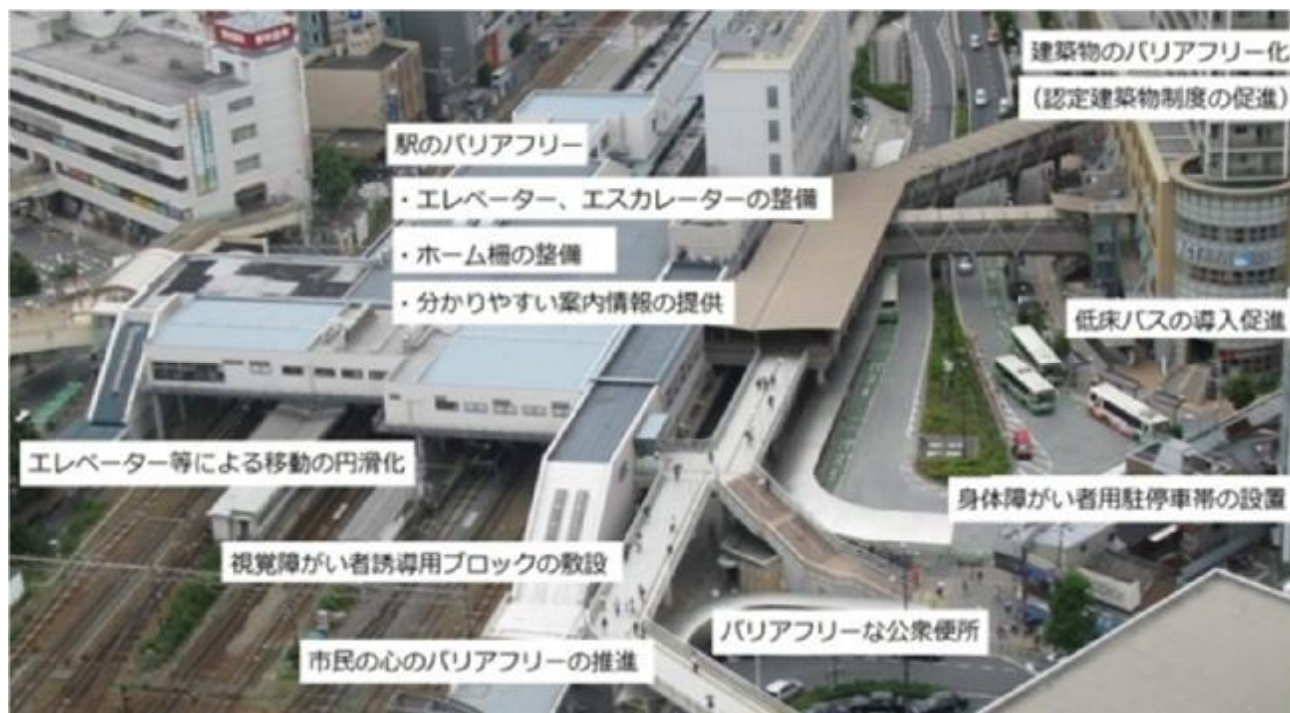 建築物のバリアフリー化
(認定建築物制度の促進)
駅のバリアフリー
・エレベーター、エスカレーターの整備
・ホーム柵の整備
・分かりやすい案内情報の提供
低床バスの導入促進
エレベーター等による移動の円滑化
身体障がい者用駐停車帯の設置
視覚障がい者誘導用ブロックの敷設
バリアフリーな公衆便所
市民の心のバリアフリーの推進